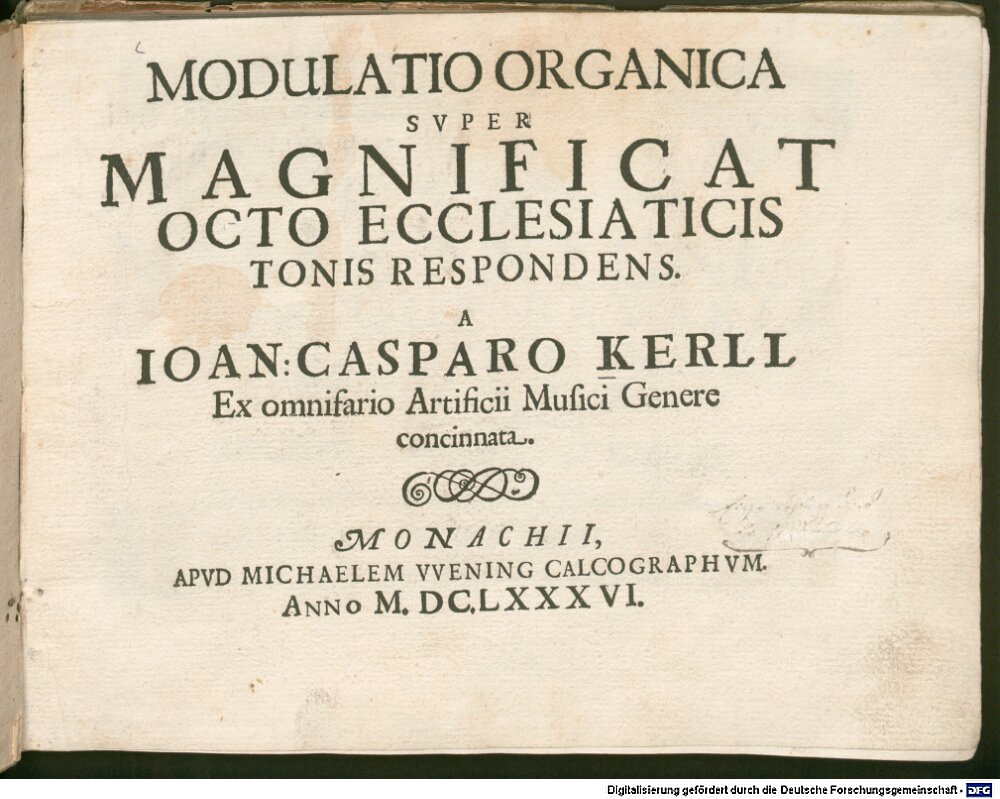 MODULATIO ORGANICA
SVPER
MAGNIFICAT
OCTO ECCLESIATICIS
TONIS RESPONDENS.
A
IOAN: CASPARO KERLL
Ex omnifario Artificii Muſici Genere
concinnata.
MONACHII,
APVD MICHAELEM VVENING CALCOGRAPHVM.
ANNO M. DC.LXXXVI.
Digitalisierung gefördert durch die Deutsche Forschungsgemeinschaft - DFG